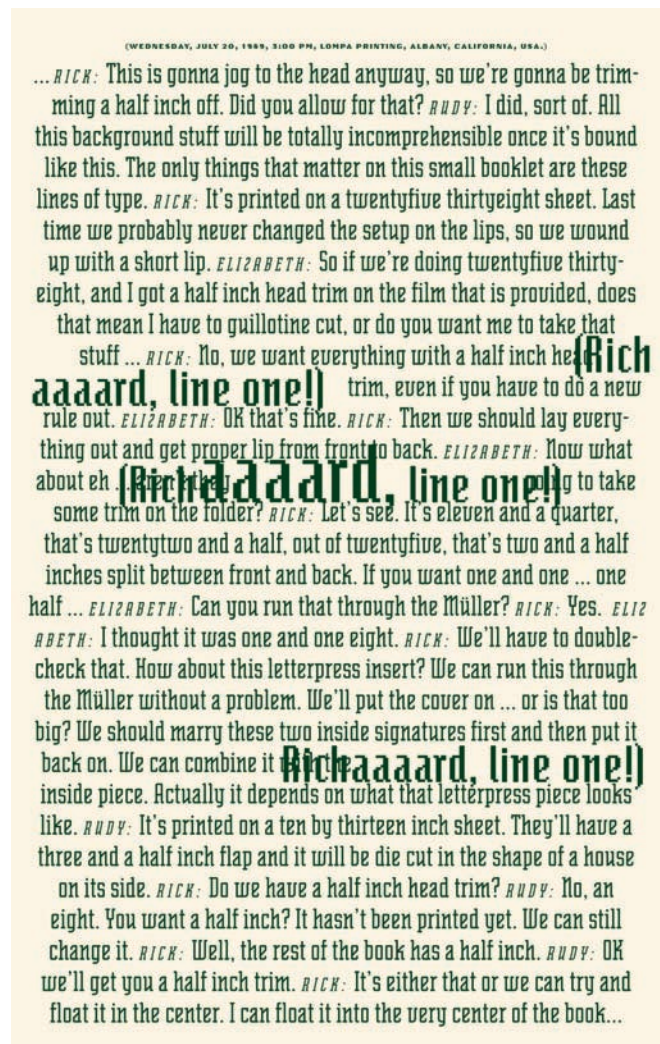 (WEDNESDAY, JULY 20, 1989, 3:00 PM, LOMPA PRINTING, ALBANY, CALIFORNIA, USA.)
... RICK: This is gonna jog to the head anyway, so we're gonna be trim-
ming a half inch off. Did you allow for that? RUDY: I did, sort of. All
this background stuff will be totally incomprehensible once it's bound
like this. The only things that matter on this small booklet are these
lines of type. RICK: It's printed on a twentyfive thirtyeight sheet. Last
time we probably never changed the setup on the lips, so we wound
up with a short lip. ELIZABETH: So if we're doing twentyfive thirty-
eight, and I got a half inch head trim on the film that is provided, does
that mean I have to guillotine cut, or do you want me to take that
stuff ... RICK: No, we want everything with a half inch head
(Rich
aaaard, line one!)
trim, even if you have to do a new
rule out. ELIZABETH: OK that's fine. RICK: Then we should lay every-
thing out and get proper lip from front to back. ELIZABETH: Now what
about eh ... aren't they going to take
(Richaaaard, line one!)
some trim on the folder? RICK: Let's see. It's eleven and a quarter,
that's twentytwo and a half, out of twentyfive, that's two and a half
inches split between front and back. If you want one and one ... one
half ... ELIZABETH: Can you run that through the Müller? RICK: Yes. ELIZ
ABETH: I thought it was one and one eight. RICK: We'll have to double-
check that. How about this letterpress insert? We can run this through
the Müller without a problem. We'll put the cover on ... or is that too
big? We should marry these two inside signatures first and then put it
back on. We can combine it with the
Richaaaard, line one!)
inside piece. Actually it depends on what that letterpress piece looks
like. RUDY: It's printed on a ten by thirteen inch sheet. They'll have a
three and a half inch flap and it will be die cut in the shape of a house
on its side. RICK: Do we have a half inch head trim? RUDY: No, an
eight. You want a half inch? It hasn't been printed yet. We can still
change it. RICK: Well, the rest of the book has a half inch. RUDY: OK
we'll get you a half inch trim. RICK: It's either that or we can try and
float it in the center. I can float it into the very center of the book...